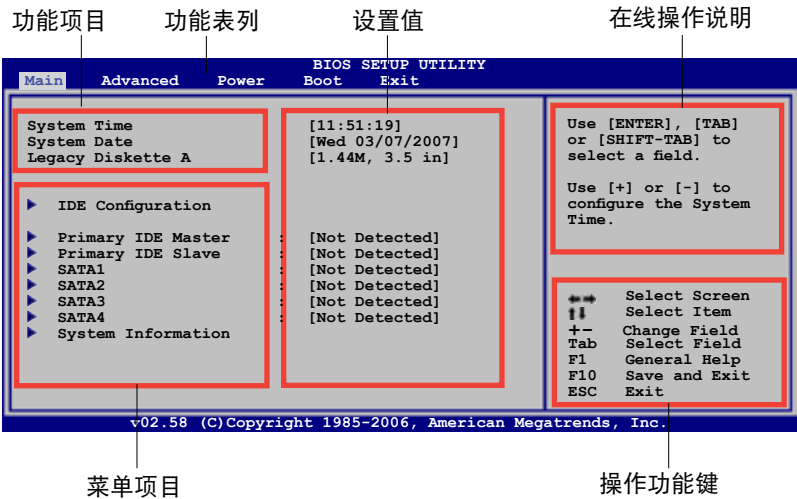 功能项目 功能表列 设置值 在线操作说明
BIOS SETUP UTILITY
Main Advanced Power Boot Exit
System Time [11:51:19]
System Date [Wed 03/07/2007]
Legacy Diskette A [1.44M, 3.5 in]
IDE Configuration
Primary IDE Master : [Not Detected]
Primary IDE Slave : [Not Detected]
SATA1 : [Not Detected]
SATA2 : [Not Detected]
SATA3 : [Not Detected]
SATA4 : [Not Detected]
System Information
Use [ENTER], [TAB]
or [SHIFT-TAB] to
select a field.
Use [+] or [-] to
configure the System
Time.
←→ Select Screen
↑↓ Select Item
+- Change Field
Tab Select Field
F1 General Help
F10 Save and Exit
ESC Exit
v02.58 (C)Copyright 1985-2006, American Megatrends, Inc.
菜单项目 操作功能键